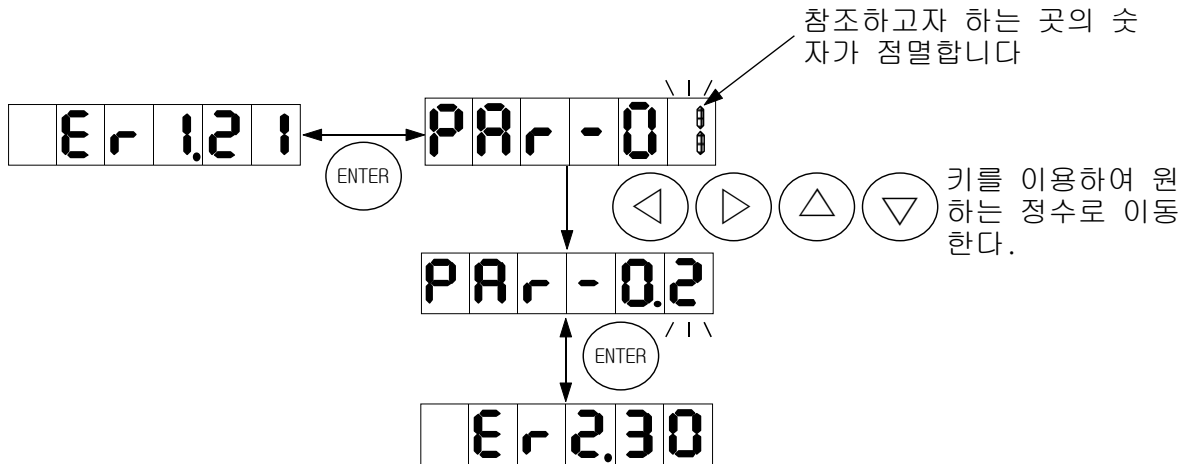 참조하고자 하는 곳의 숫
자가 점멸합니다
Er 1.21
ENTER
PAr-01
키를 이용하여 원
하는 정수로 이동
한다.
PAr-0.2
ENTER
Er2.30